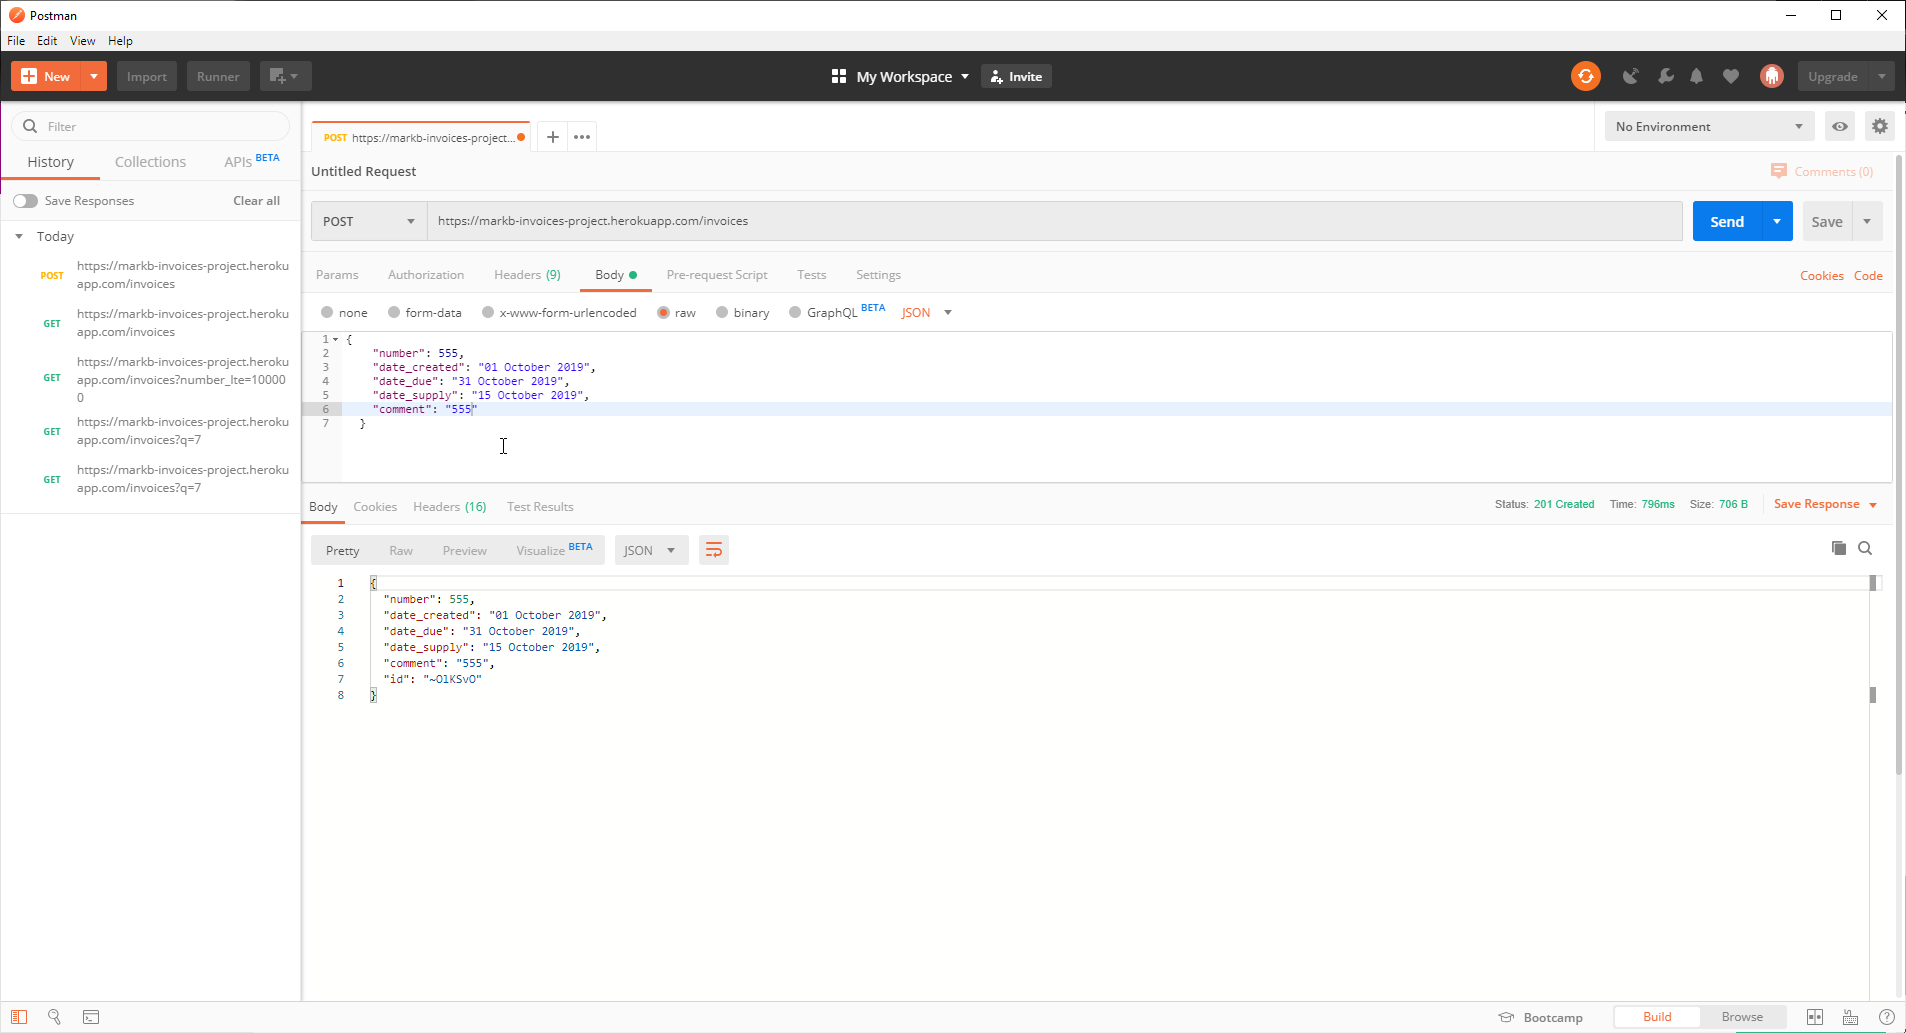 Postman
File Edit View Help
New Import Runner My Workspace Invite Upgrade
Filter
History Collections APIs BETA
Save Responses Clear all
Today
POST https://markb-invoices-project.heroku
app.com/invoices
GET https://markb-invoices-project.heroku
app.com/invoices
GET https://markb-invoices-project.heroku
app.com/invoices?number_lte=10000
0
GET https://markb-invoices-project.heroku
app.com/invoices?q=7
GET https://markb-invoices-project.heroku
app.com/invoices?q=7
POST https://markb-invoices-project...
No Environment
Untitled Request Comments (0)
POST https://markb-invoices-project.herokuapp.com/invoices Send Save
Params Authorization Headers (9) Body Pre-request Script Tests Settings Cookies Code
none form-data x-www-form-urlencoded raw binary GraphQL BETA JSON
1 {
2 "number": 555,
3 "date_created": "01 October 2019",
4 "date_due": "31 October 2019",
5 "date_supply": "15 October 2019",
6 "comment": "555"
7 }
Body Cookies Headers (16) Test Results Status: 201 Created Time: 796ms Size: 706 B Save Response
Pretty Raw Preview Visualize BETA JSON
1 {
2 "number": 555,
3 "date_created": "01 October 2019",
4 "date_due": "31 October 2019",
5 "date_supply": "15 October 2019",
6 "comment": "555",
7 "id": "~OlKSvO"
8 }
Bootcamp Build Browse